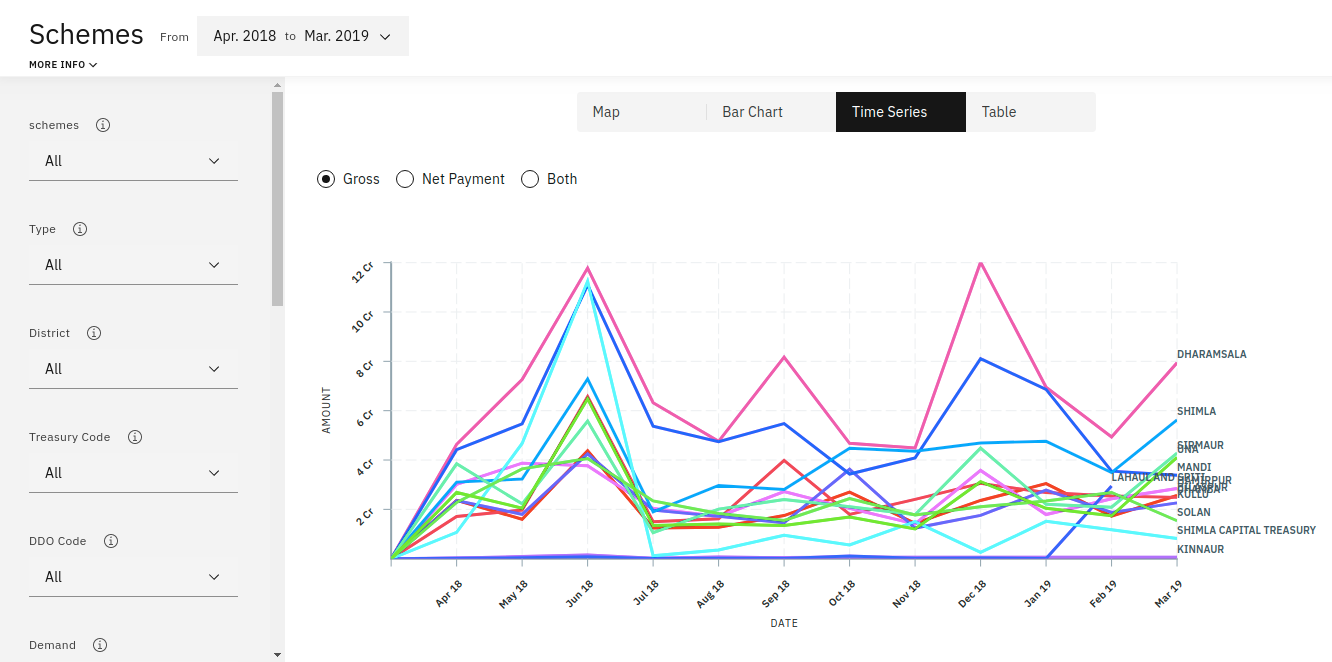 Schemes From Apr. 2018 to Mar. 2019
MORE INFO
schemes
All
Type
All
District
All
Treasury Code
All
DDO Code
All
Demand
Map Bar Chart Time Series Table
Gross Net Payment Both
12 Cr
10 Cr
8 Cr
6 Cr
4 Cr
2 Cr
AMOUNT
DHARAMSALA
SHIMLA
SIRMAUR
UNA
MANDI
LAHAUL AND SPITI
HAMIRPUR
KULLU
SOLAN
SHIMLA CAPITAL TREASURY
KINNAUR
Apr 18 May 18 Jun 18 Jul 18 Aug 18 Sep 18 Oct 18 Nov 18 Dec 18 Jan 19 Feb 19 Mar 19
DATE